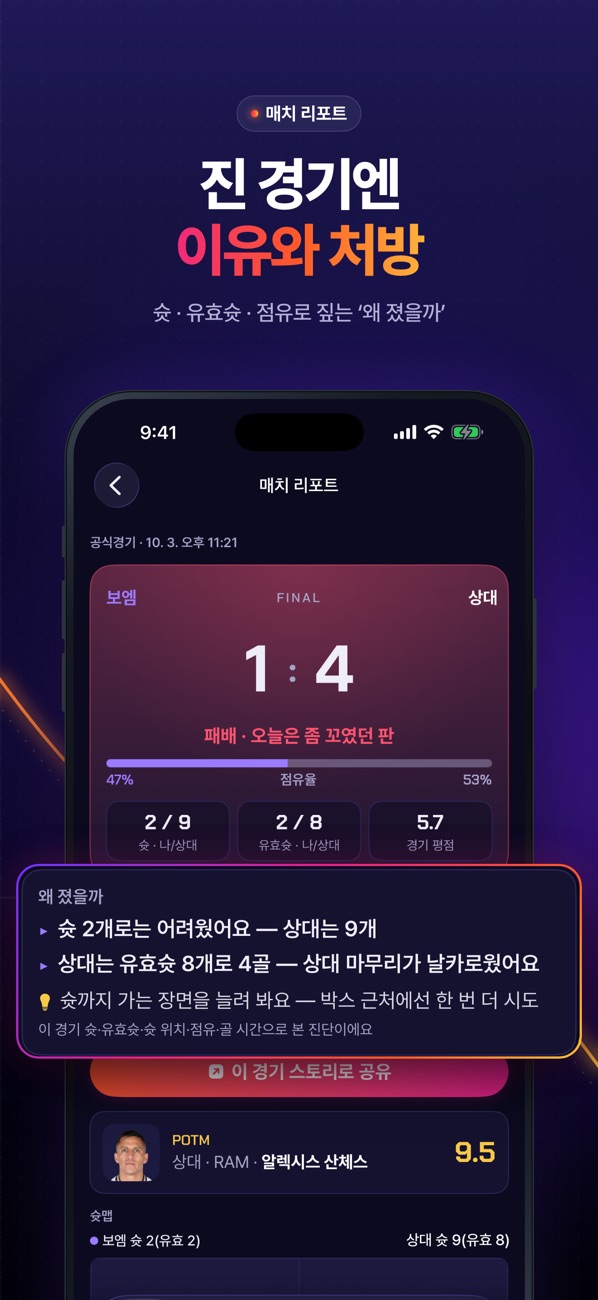 매치 리포트
진 경기엔
이유와 처방
슛 · 유효슛 · 점유로 짚는 ‘왜 졌을까’
9:41
매치 리포트
공식경기 · 10. 3. 오후 11:21
보엠 FINAL 상대
1 : 4
패배 · 오늘은 좀 꼬였던 판
47% 점유율 53%
2 / 9 2 / 8 5.7
슛 · 나/상대 유효슛 · 나/상대 경기 평점
왜 졌을까
▸ 슛 2개로는 어려웠어요 — 상대는 9개
▸ 상대는 유효슛 8개로 4골 — 상대 마무리가 날카로웠어요
💡 슛까지 가는 장면을 늘려 봐요 — 박스 근처에선 한 번 더 시도
이 경기 슛·유효슛·슛 위치·점유·골 시간으로 본 진단이에요
이 경기 스토리로 공유
POTM
상대 · RAM · 알렉시스 산체스 9.5
슛맵
보엠 슛 2(유효 2) 상대 슛 9(유효 8)